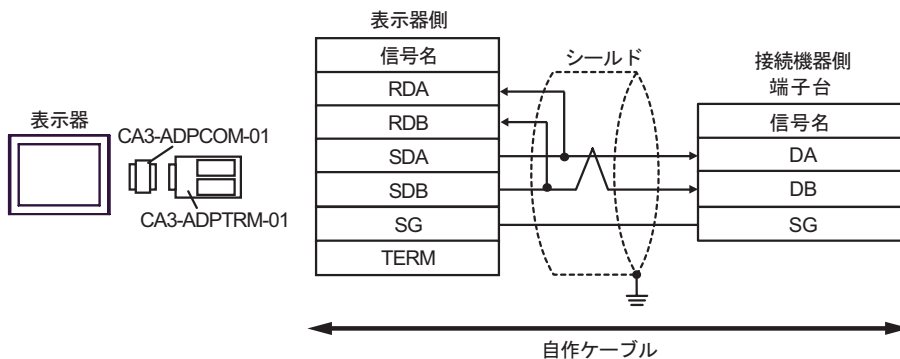 表示器側
信号名
RDA
RDB
SDA
SDB
SG
TERM
シールド
接続機器側
端子台
信号名
DA
DB
SG
表示器
CA3-ADPCOM-01
CA3-ADPTRM-01
自作ケーブル